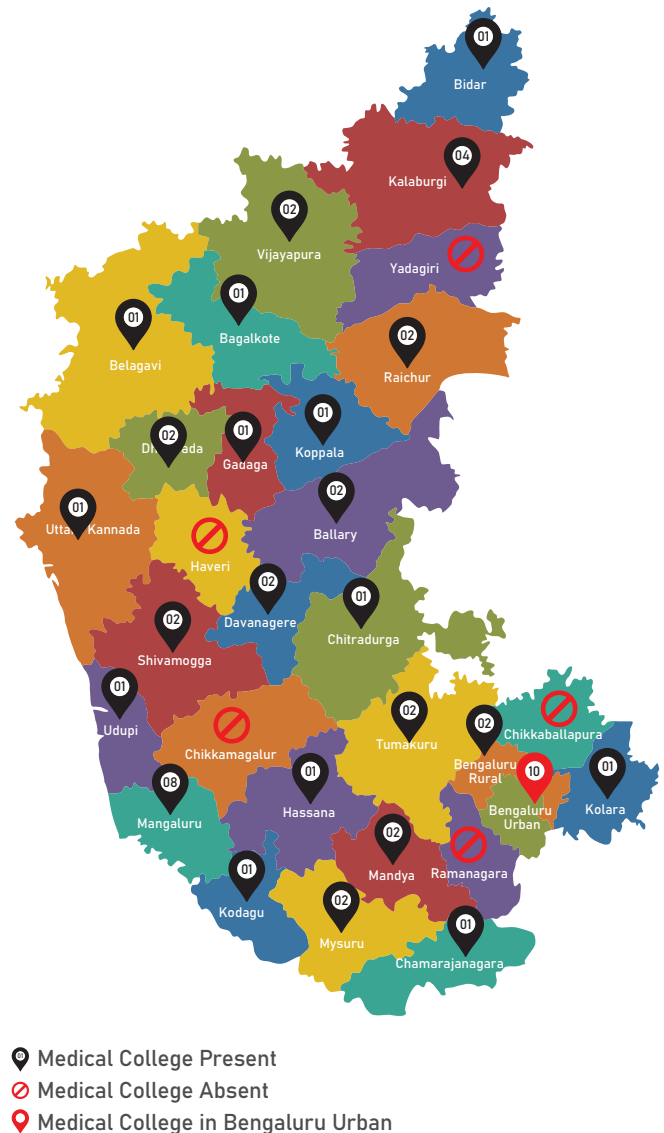 01
Bidar
04
Kalaburgi
02
Vijayapura
Yadagiri
01
Bagalkote
01
Belagavi
02
Raichur
01
Koppala
01
Gadaga
02
01
Kannada
02
Ballary
Haveri
02
Davanagere
01
Chitradurga
02
Shivamogga
01
Udupi
Chikkamagalur
02
Tumakuru
02
Bengaluru
Rural
Chikkaballapura
10
Bengaluru
Urban
01
Kolara
08
Mangaluru
01
Hassana
02
Mandya
Ramanagara
01
Kodagu
02
Mysuru
01
Chamarajanagara
01 Medical College Present
Medical College Absent
Medical College in Bengaluru Urban